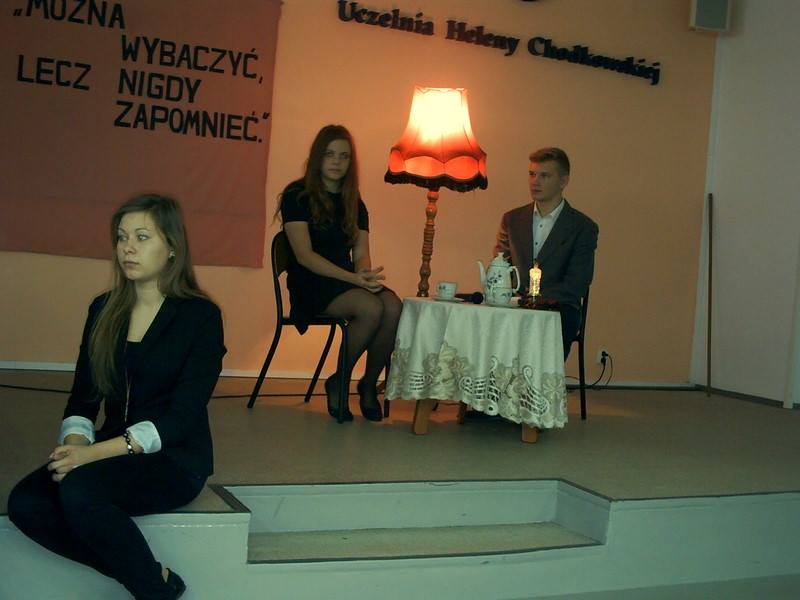 „MOŻNA
WYBACZYĆ,
LECZ NIGDY
ZAPOMNIEĆ."
Uczelnia Heleny Chodkowskiej